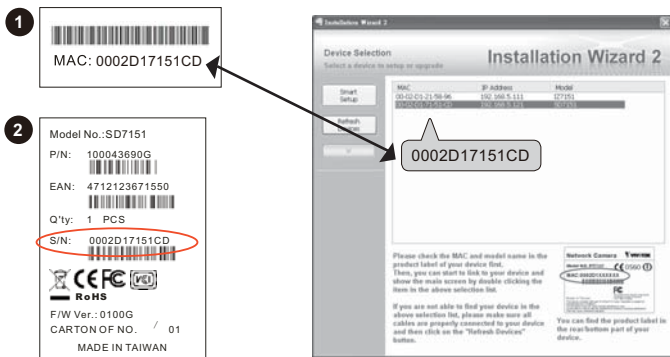 1
MAC: 0002D17151CD
2
Model No.:SD7151
P/N: 100043690G
EAN: 4712123671550
Q'ty: 1 PCS
S/N: 0002D17151CD
RoHS
F/W Ver.: 0100G
CARTON OF NO. / 01
MADE IN TAIWAN
Installation Wizard 2
Device Selection
Select a device to setup or upgrade
Installation Wizard 2
Smart
Setup
Refresh
MAC IP Address Model
00-02-D1-21-58-96 192.168.5.111 IZ7151
0002D17151CD
Please check the MAC and model name in the
product label of your device first.
Then, you can start to link to your device and
show the main screen by double clicking the
item in the above selection list.
If you are not able to find your device in the
above selection list, please make sure all
cables are properly connected to your device
and then click on the "Refresh Devices"
button.
Network Camera
You can find the product label in
the rear/bottom part of your
device.